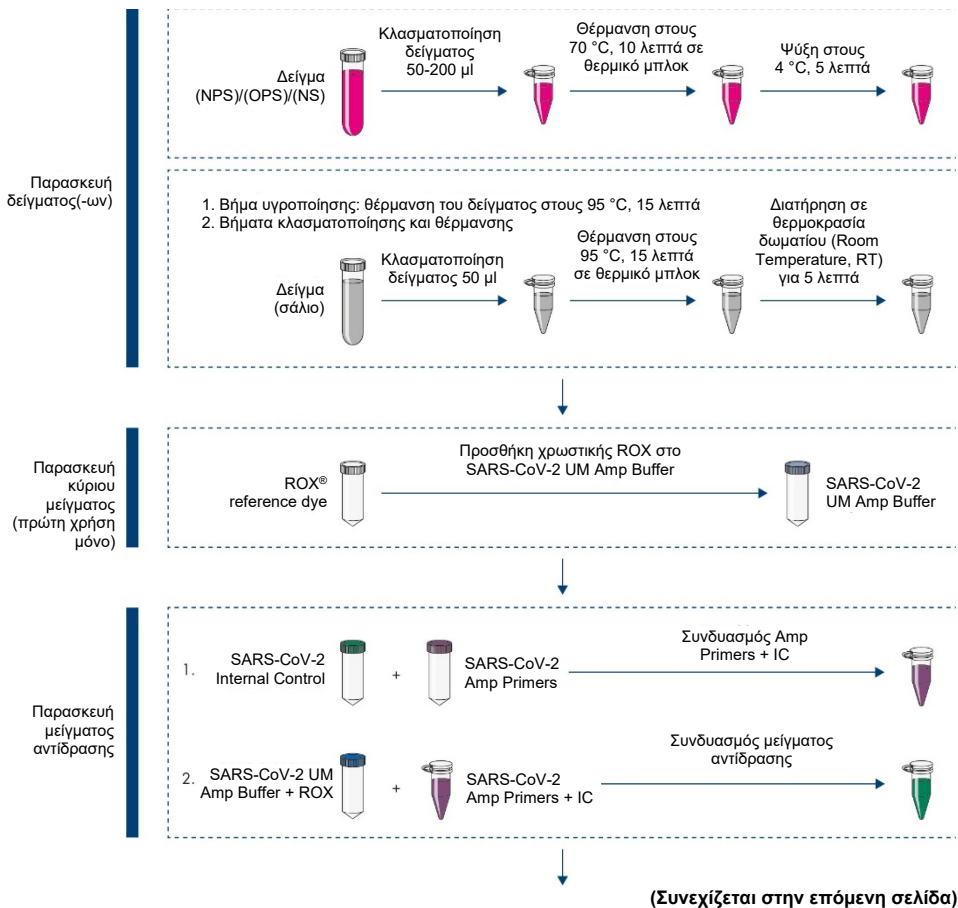 Παρασκευή
δείγματος(-ων)
Δείγμα
(NPS)/(OPS)/(NS)
Κλασματοποίηση
δείγματος
50-200 µl
Θέρμανση στους
70 °C, 10 λεπτά σε
θερμικό μπλοκ
Ψύξη στους
4 °C, 5 λεπτά
1. Βήμα υγροποίησης: θέρμανση του δείγματος στους 95 °C, 15 λεπτά
2. Βήματα κλασματοποίησης και θέρμανσης
Δείγμα
(σάλιο)
Κλασματοποίηση
δείγματος 50 µl
Θέρμανση στους
95 °C, 15 λεπτά
σε θερμικό μπλοκ
Διατήρηση σε
θερμοκρασία
δωματίου (Room
Temperature, RT)
για 5 λεπτά
Παρασκευή
κύριου
μείγματος
(πρώτη χρήση
μόνο)
ROX®
reference dye
Προσθήκη χρωστικής ROX στο
SARS-CoV-2 UM Amp Buffer
SARS-CoV-2
UM Amp Buffer
Παρασκευή
μείγματος
αντίδρασης
1.
SARS-CoV-2
Internal Control
+
SARS-CoV-2
Amp Primers
Συνδυασμός Amp
Primers + IC
2.
SARS-CoV-2 UM
Amp Buffer + ROX
+
SARS-CoV-2
Amp Primers + IC
Συνδυασμός μείγματος
αντίδρασης
(Συνεχίζεται στην επόμενη σελίδα)